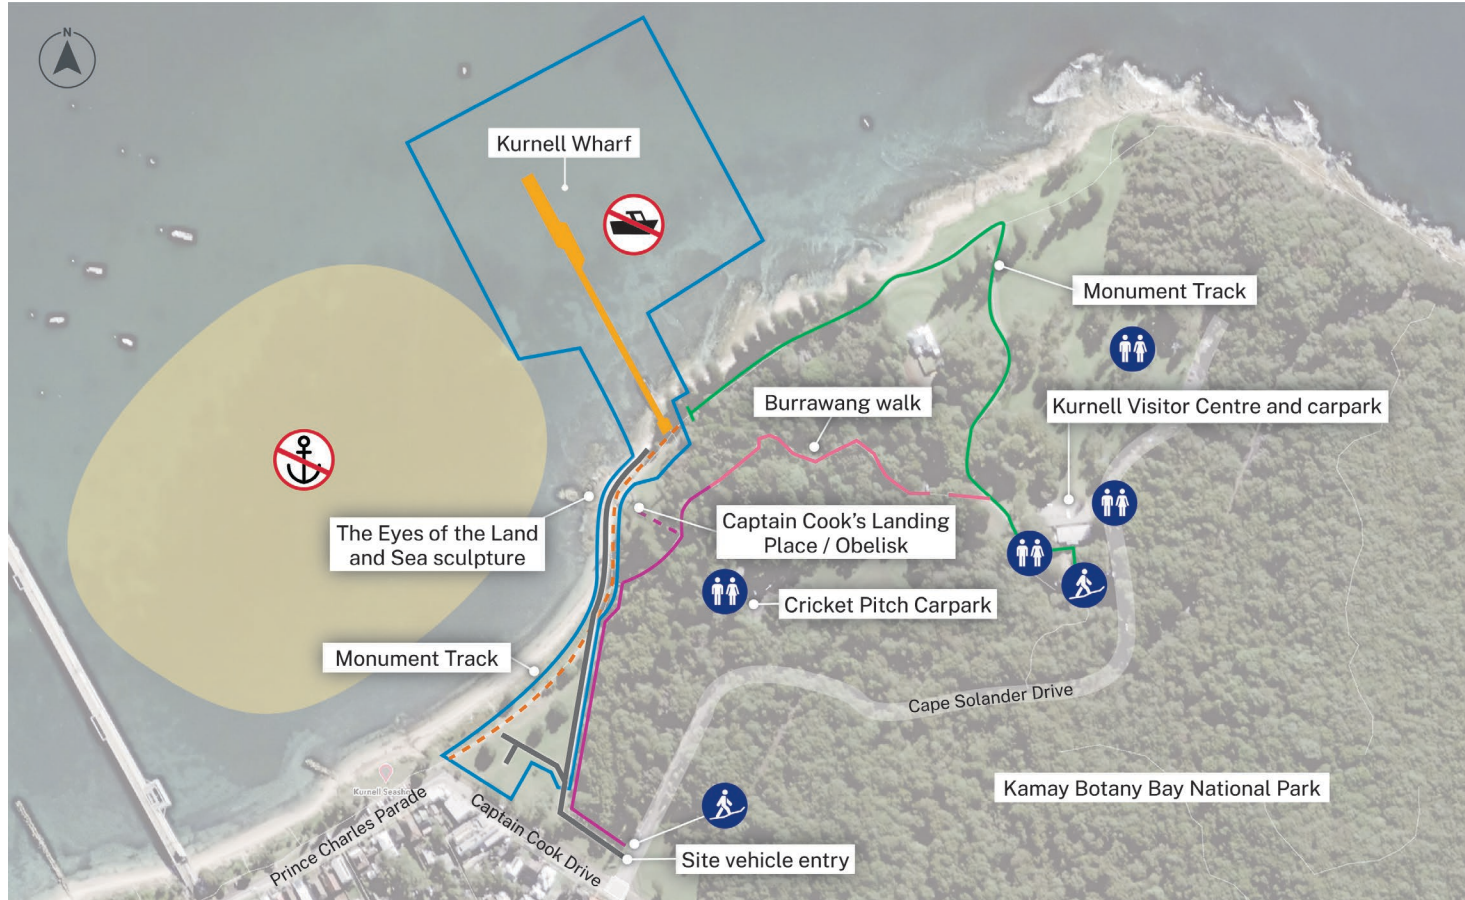 N
Kurnell Wharf
Monument Track
Burrawang walk
Kurnell Visitor Centre and carpark
The Eyes of the Land
and Sea sculpture
Captain Cook's Landing
Place / Obelisk
Cricket Pitch Carpark
Monument Track
Cape Solander Drive
Kamay Botany Bay National Park
Prince Charles Parade
Captain Cook Drive
Site vehicle entry